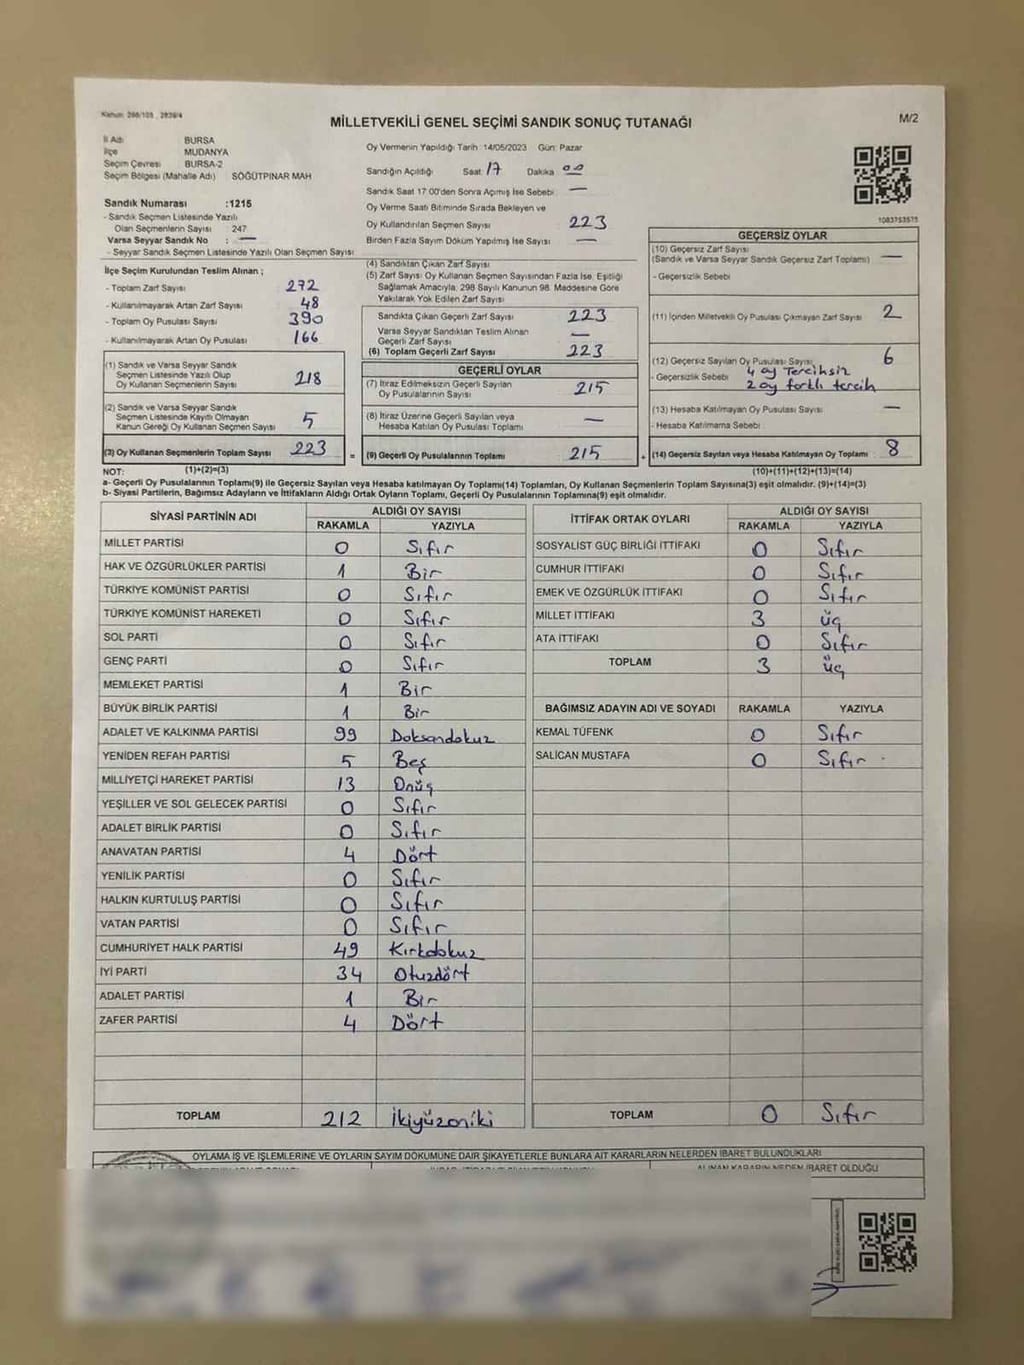 Kanun: 298/105 , 2839/4
MİLLETVEKİLİ GENEL SEÇİMİ SANDIK SONUÇ TUTANAĞI
M/2
İl Adı BURSA
İlçe MUDANYA
Seçim Çevresi BURSA-2
Seçim Bölgesi (Mahalle Adı) SÖĞÜTPINAR MAH
Sandık Numarası :1215
- Sandık Seçmen Listesinde Yazılı
Olan Seçmenlerin Sayısı 247
Varsa Seyyar Sandık No : —
- Seyyar Sandık Seçmen Listesinde Yazılı Olan Seçmen Sayısı
Oy Vermenin Yapıldığı Tarih 14/05/2023 Gün: Pazar
Sandığın Açıldığı Saat 17 Dakika 00
Sandık Saat 17:00'den Sonra Açılmış İse Sebebi —
Oy Verme Saati Bitiminde Sırada Bekleyen ve
Oy Kullandırılan Seçmen Sayısı 223
Birden Fazla Sayım Döküm Yapılmış İse Sayısı —
1083753575
İlçe Seçim Kurulundan Teslim Alınan ;
- Toplam Zarf Sayısı 272
- Kullanılmayarak Artan Zarf Sayısı 48
- Toplam Oy Pusulası Sayısı 390
- Kullanılmayarak Artan Oy Pusulası 166
(1) Sandık ve Varsa Seyyar Sandık
Seçmen Listesinde Yazılı Olup
Oy Kullanan Seçmenlerin Sayısı 218
(2) Sandık ve Varsa Seyyar Sandık
Seçmen Listesinde Kayıtlı Olmayan
Kanun Gereği Oy Kullanan Seçmen Sayısı 5
(3) Oy Kullanan Seçmenlerin Toplam Sayısı 223
(4) Sandıktan Çıkan Zarf Sayısı
(5) Zarf Sayısı Oy Kullanan Seçmen Sayısından Fazla İse, Eşitliği
Sağlamak Amacıyla, 298 Sayılı Kanunun 98. Maddesine Göre
Yakılarak Yok Edilen Zarf Sayısı
Sandıkta Çıkan Geçerli Zarf Sayısı 223
Varsa Seyyar Sandıktan Teslim Alınan
Geçerli Zarf Sayısı —
(6) Toplam Geçerli Zarf Sayısı 223
GEÇERLİ OYLAR
(7) İtiraz Edilmeksizin Geçerli Sayılan
Oy Pusulalarının Sayısı 215
(8) İtiraz Üzerine Geçerli Sayılan veya
Hesaba Katılan Oy Pusulası Toplamı —
= (9) Geçerli Oy Pusulalarının Toplamı 215
GEÇERSİZ OYLAR
(10) Geçersiz Zarf Sayısı
(Sandık ve Varsa Seyyar Sandık Geçersiz Zarf Toplamı) —
- Geçersizlik Sebebi
(11) İçinden Milletvekili Oy Pusulası Çıkmayan Zarf Sayısı 2
(12) Geçersiz Sayılan Oy Pusulası Sayısı 6
- Geçersizlik Sebebi 4 oy Tercihsiz
2 oy farklı tercih
(13) Hesaba Katılmayan Oy Pusulası Sayısı —
- Hesaba Katılmama Sebebi
+ (14) Geçersiz Sayılan veya Hesaba Katılmayan Oy Toplamı 8
NOT: (1)+(2)=(3) (10)+(11)+(12)+(13)=(14)
a- Geçerli Oy Pusulalarının Toplamı(9) ile Geçersiz Sayılan veya Hesaba katılmayan Oy Toplamı(14) Toplamları, Oy Kullanan Seçmenlerin Toplam Sayısına(3) eşit olmalıdır. (9)+(14)=(3)
b- Siyasi Partilerin, Bağımsız Adayların ve İttifakların Aldığı Ortak Oyların Toplamı, Geçerli Oy Pusulalarının Toplamına(9) eşit olmalıdır.
SİYASİ PARTİNİN ADI ALDIĞI OY SAYISI
RAKAMLA YAZIYLA
MİLLET PARTİSİ 0 Sıfır
HAK VE ÖZGÜRLÜKLER PARTİSİ 1 Bir
TÜRKİYE KOMÜNİST PARTİSİ 0 Sıfır
TÜRKİYE KOMÜNİST HAREKETİ 0 Sıfır
SOL PARTİ 0 Sıfır
GENÇ PARTİ 0 Sıfır
MEMLEKET PARTİSİ 1 Bir
BÜYÜK BİRLİK PARTİSİ 1 Bir
ADALET VE KALKINMA PARTİSİ 99 Doksandokuz
YENİDEN REFAH PARTİSİ 5 Beş
MİLLİYETÇİ HAREKET PARTİSİ 13 Onüç
YEŞİLLER VE SOL GELECEK PARTİSİ 0 Sıfır
ADALET BİRLİK PARTİSİ 0 Sıfır
ANAVATAN PARTİSİ 4 Dört
YENİLİK PARTİSİ 0 Sıfır
HALKIN KURTULUŞ PARTİSİ 0 Sıfır
VATAN PARTİSİ 0 Sıfır
CUMHURİYET HALK PARTİSİ 49 Kırkdokuz
İYİ PARTİ 34 Otuzdört
ADALET PARTİSİ 1 Bir
ZAFER PARTİSİ 4 Dört
TOPLAM 212 İkiyüzoniki
İTTİFAK ORTAK OYLARI ALDIĞI OY SAYISI
RAKAMLA YAZIYLA
SOSYALİST GÜÇ BİRLİĞİ İTTİFAKI 0 Sıfır
CUMHUR İTTİFAKI 0 Sıfır
EMEK VE ÖZGÜRLÜK İTTİFAKI 0 Sıfır
MİLLET İTTİFAKI 3 üç
ATA İTTİFAKI 0 Sıfır
TOPLAM 3 üç
BAĞIMSIZ ADAYIN ADI VE SOYADI RAKAMLA YAZIYLA
KEMAL TÜFENK 0 Sıfır
SALİCAN MUSTAFA 0 Sıfır
TOPLAM 0 Sıfır
OYLAMA İŞ VE İŞLEMLERİNE VE OYLARIN SAYIM DÖKÜMÜNE DAİR ŞİKAYETLERLE BUNLARA AİT KARARLARIN NELERDEN İBARET BULUNDUKLARI
ALINAN KARARIN NEDEN İBARET OLDUĞU